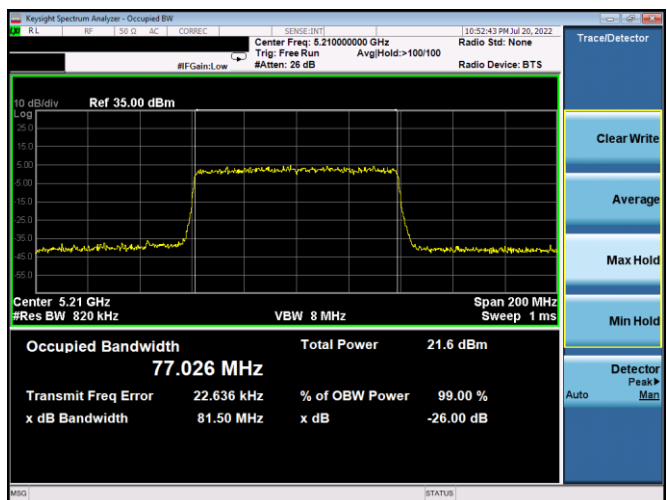 Keysight Spectrum Analyzer - Occupied BW
RL RF 50 Ω AC CORREC SENSE:INT 10:52:43 PM Jul 20, 2022
Center Freq: 5.210000000 GHz Radio Std: None
Trig: Free Run Avg|Hold:>100/100
#IFGain:Low #Atten: 26 dB Radio Device: BTS
10 dB/div Ref 35.00 dBm
Log
25.0
15.0
5.00
-5.00
-15.0
-25.0
-35.0
-45.0
-55.0
Center 5.21 GHz Span 200 MHz
#Res BW 820 kHz VBW 8 MHz Sweep 1 ms
Occupied Bandwidth Total Power 21.6 dBm
77.026 MHz
Transmit Freq Error 22.636 kHz % of OBW Power 99.00 %
x dB Bandwidth 81.50 MHz x dB -26.00 dB
MSG STATUS
Trace/Detector
Clear Write
Average
Max Hold
Min Hold
Detector
Peak▶
Auto Man